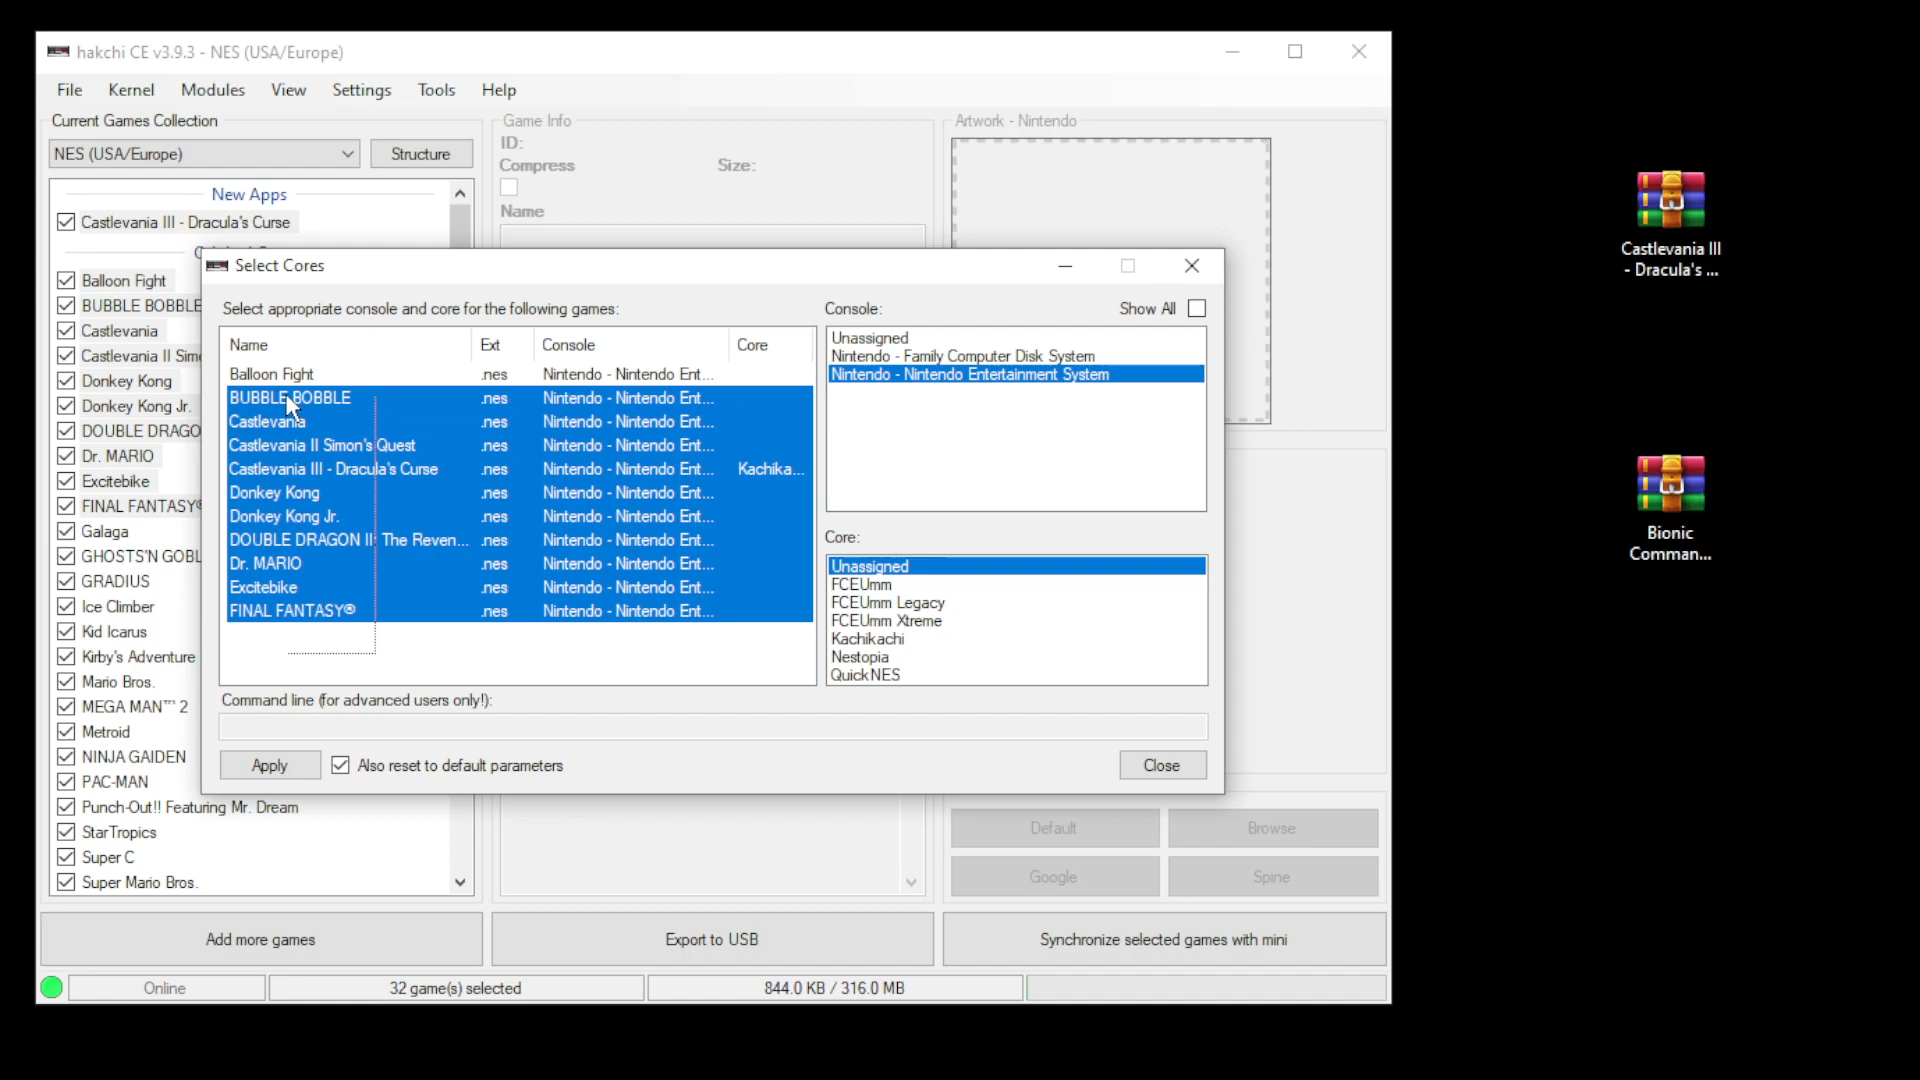 hakchi CE v3.9.3 - NES (USA/Europe)
File Kernel Modules View Settings Tools Help
Current Games Collection
NES (USA/Europe)
Structure
New Apps
Castlevania III - Dracula's Curse
Balloon Fight
BUBBLE BOBBLE
Castlevania
Castlevania II Sim
Donkey Kong
Donkey Kong Jr.
DOUBLE DRAGO
Dr. MARIO
Excitebike
FINAL FANTASY®
Galaga
GHOSTS'N GOBL
GRADIUS
Ice Climber
Kid Icarus
Kirby's Adventure
Mario Bros.
MEGA MAN™ 2
Metroid
NINJA GAIDEN
PAC-MAN
Punch-Out!! Featuring Mr. Dream
StarTropics
Super C
Super Mario Bros.
Game Info
ID:
Compress
Size:
Name
Artwork - Nintendo
Select Cores
Select appropriate console and core for the following games:
Name Ext Console Core
Balloon Fight .nes Nintendo - Nintendo Ent...
BUBBLE BOBBLE .nes Nintendo - Nintendo Ent...
Castlevania .nes Nintendo - Nintendo Ent...
Castlevania II Simon's Quest .nes Nintendo - Nintendo Ent...
Castlevania III - Dracula's Curse .nes Nintendo - Nintendo Ent... Kachika...
Donkey Kong .nes Nintendo - Nintendo Ent...
Donkey Kong Jr. .nes Nintendo - Nintendo Ent...
DOUBLE DRAGON II The Reven... .nes Nintendo - Nintendo Ent...
Dr. MARIO .nes Nintendo - Nintendo Ent...
Excitebike .nes Nintendo - Nintendo Ent...
FINAL FANTASY® .nes Nintendo - Nintendo Ent...
Console:
Show All
Unassigned
Nintendo - Family Computer Disk System
Nintendo - Nintendo Entertainment System
Core:
Unassigned
FCEUmm
FCEUmm Legacy
FCEUmm Xtreme
Kachikachi
Nestopia
QuickNES
Command line (for advanced users only!):
Apply
Also reset to default parameters
Close
Default
Browse
Google
Spine
Add more games
Export to USB
Synchronize selected games with mini
Online
32 game(s) selected
844.0 KB / 316.0 MB
Castlevania III
- Dracula's ...
Bionic
Comman...